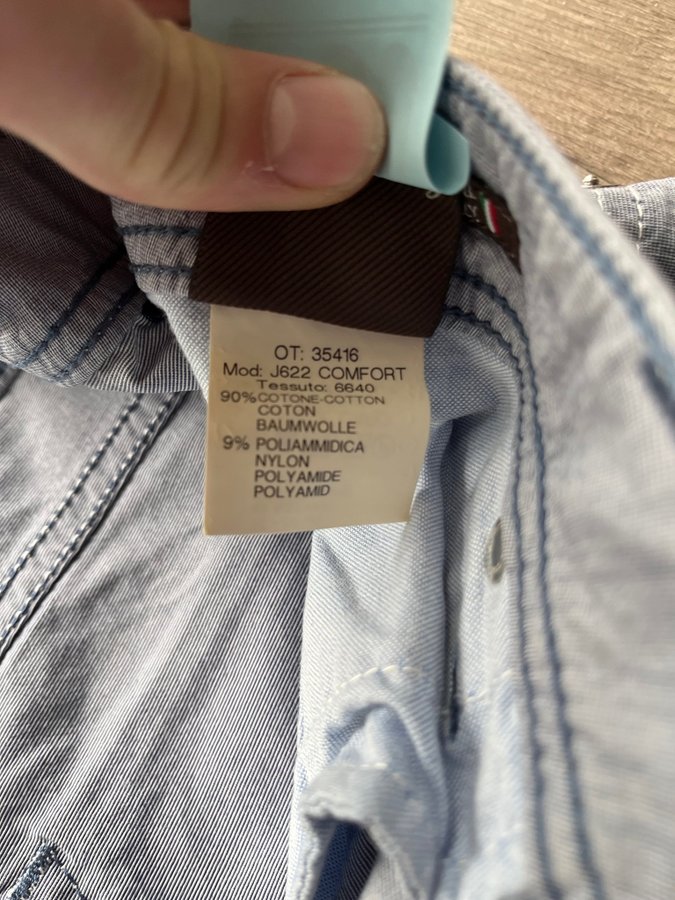 OT: 35416
Mod: J622 COMFORT
Tessuto: 6640
90% COTONE-COTTON
COTON
BAUMWOLLE
9% POLIAMMIDICA
NYLON
POLYAMIDE
POLYAMID